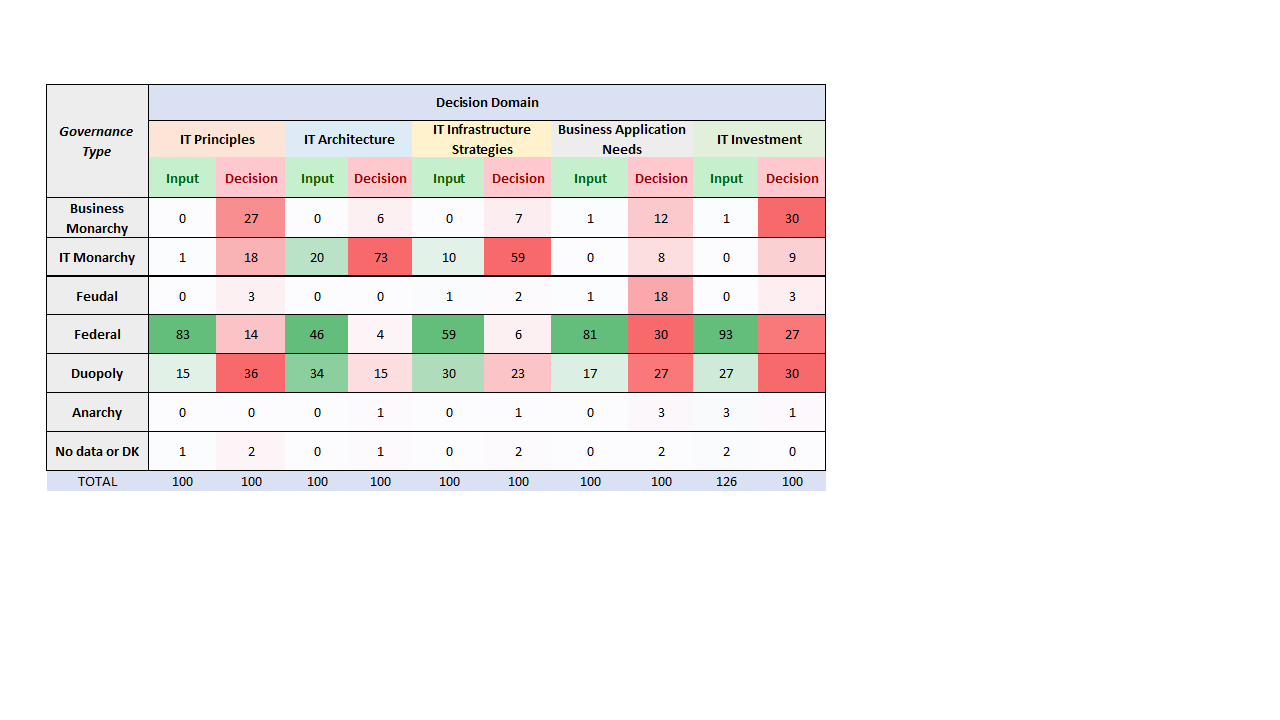 Decision Domain
Governance
Type
IT Principles IT Architecture IT Infrastructure Strategies Business Application Needs IT Investment
Input Decision Input Decision Input Decision Input Decision Input Decision
Business Monarchy 0 27 0 6 0 7 1 12 1 30
IT Monarchy 1 18 20 73 10 59 0 8 0 9
Feudal 0 3 0 0 1 2 1 18 0 3
Federal 83 14 46 4 59 6 81 30 93 27
Duopoly 15 36 34 15 30 23 17 27 27 30
Anarchy 0 0 0 1 0 1 0 3 3 1
No data or DK 1 2 0 1 0 2 0 2 2 0
TOTAL 100 100 100 100 100 100 100 100 126 100